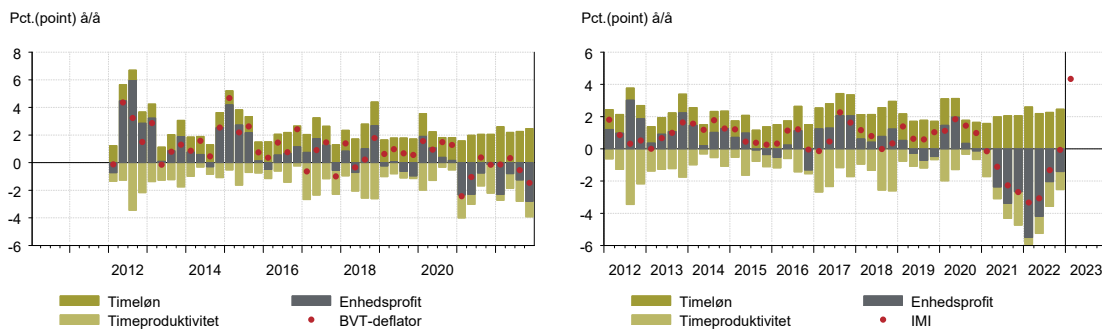 Pct.(point) å/å
8
6
4
2
0
-2
-4
-6
2012 2014 2016 2018 2020
Timeløn Enhedsprofit
Timeproduktivitet BVT-deflator
Pct.(point) å/å
6
4
2
0
-2
-4
-6
2012 2013 2014 2015 2016 2017 2018 2019 2020 2021 2022 2023
Timeløn Enhedsprofit
Timeproduktivitet IMI